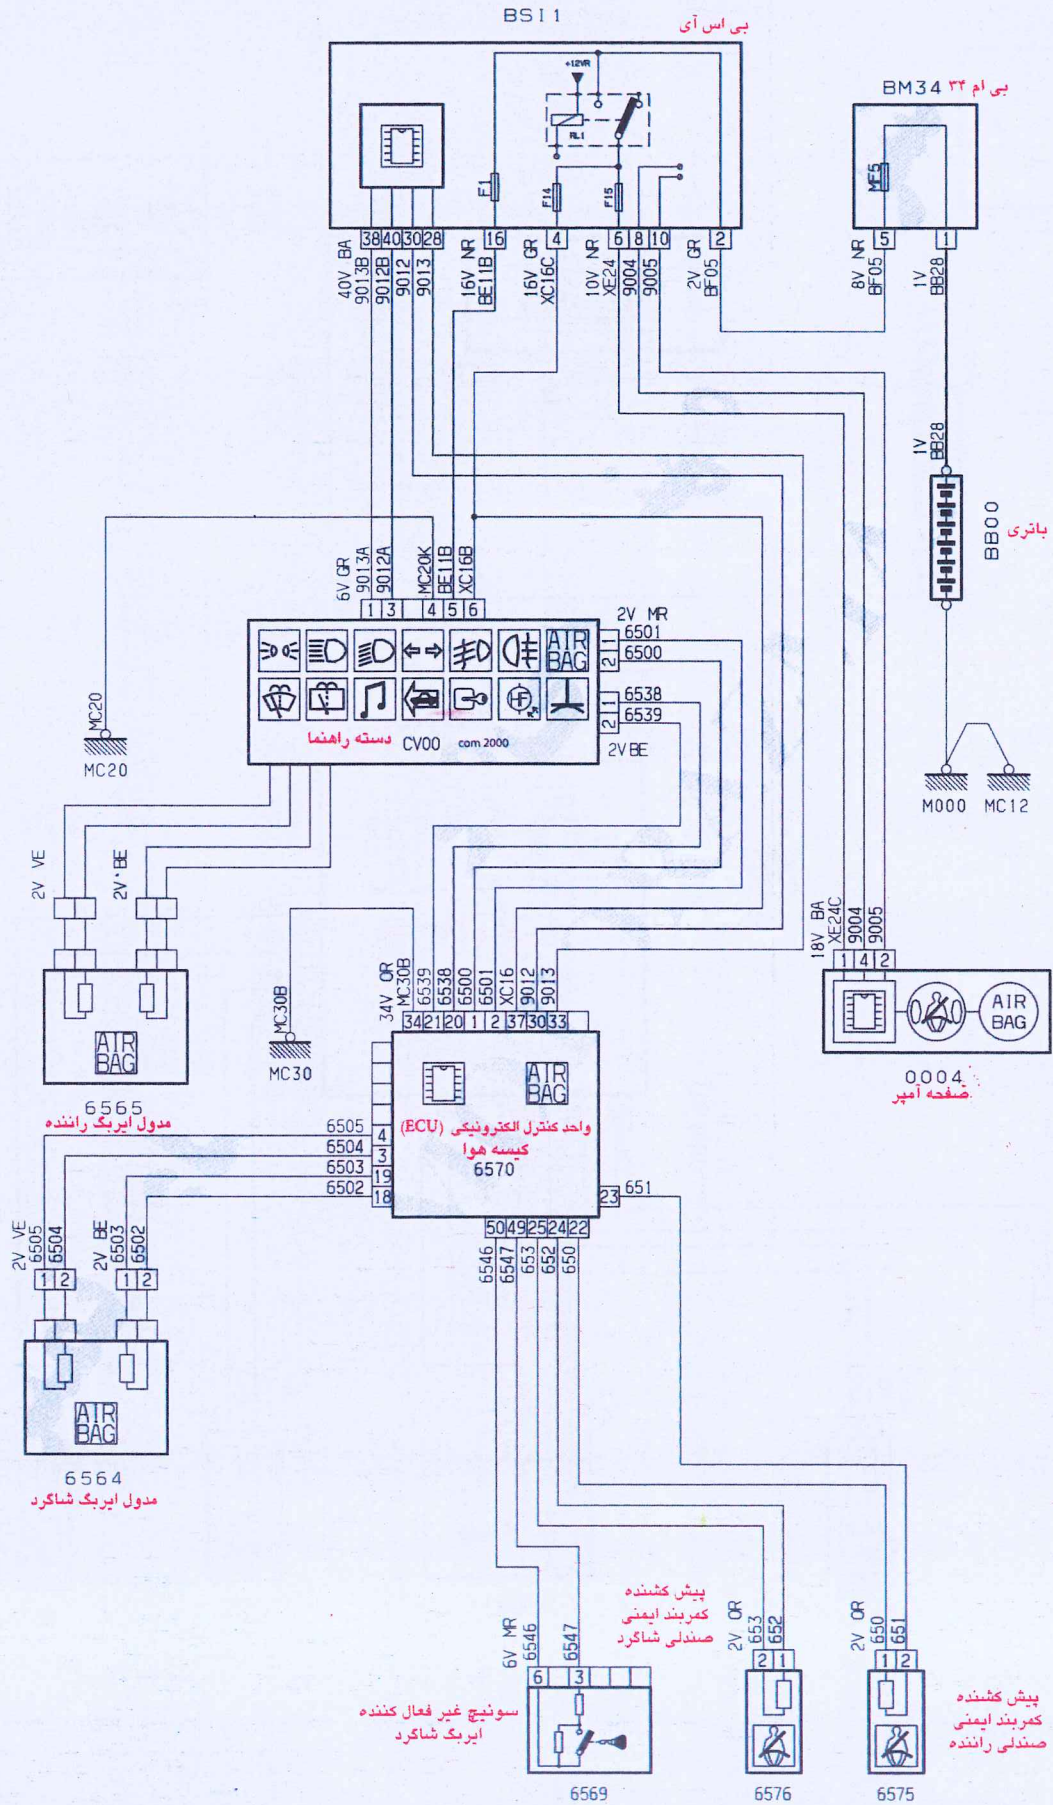 BSI1
بی اس آی
+12VR
RL
F1
F14
F15
38
40
30
28
16
4
6
8
10
2
40V BA
9013B
9012B
9012
9013
16V NR
BE11B
16V GR
XC16C
10V NR
XE24
9004
9005
2V GR
BF05
BM34
بی ام ۳۴
MF5
5
1
8V NR
BF05
1V
BB28
1V
BB28
BB00
باتری
M000
MC12
6V GR
9013A
9012A
MC20K
BE11B
XC16B
1
3
4
5
6
AIR
BAG
دسته راهنما
CV00
com 2000
2V MR
1
6501
2
6500
1
6538
2
6539
2V BE
MC20
MC20
2V VE
2V BE
AIR
BAG
6565
مدول ایربگ راننده
MC30B
MC30
34V OR
MC30B
6539
6538
6500
6501
XC16
9012
9013
34
21
20
1
2
37
30
33
AIR
BAG
واحد کنترل الکترونیکی (ECU)
کیسه هوا
6570
6505
4
6504
3
6503
19
6502
18
23
651
50
49
25
24
22
6546
6547
653
652
650
18V BA
XE24C
9004
9005
1
4
2
AIR
BAG
0004
صفحه آمپر
2V VE
6505
6504
2V BE
6503
6502
1
2
1
2
AIR
BAG
6564
مدول ایربگ شاگرد
6V MR
6546
6547
6
3
سوئیچ غیر فعال کننده
ایربگ شاگرد
6569
پیش کشنده
کمربند ایمنی
صندلی شاگرد
2V OR
653
652
2
1
6576
2V OR
650
651
1
2
پیش کشنده
کمربند ایمنی
صندلی راننده
6575